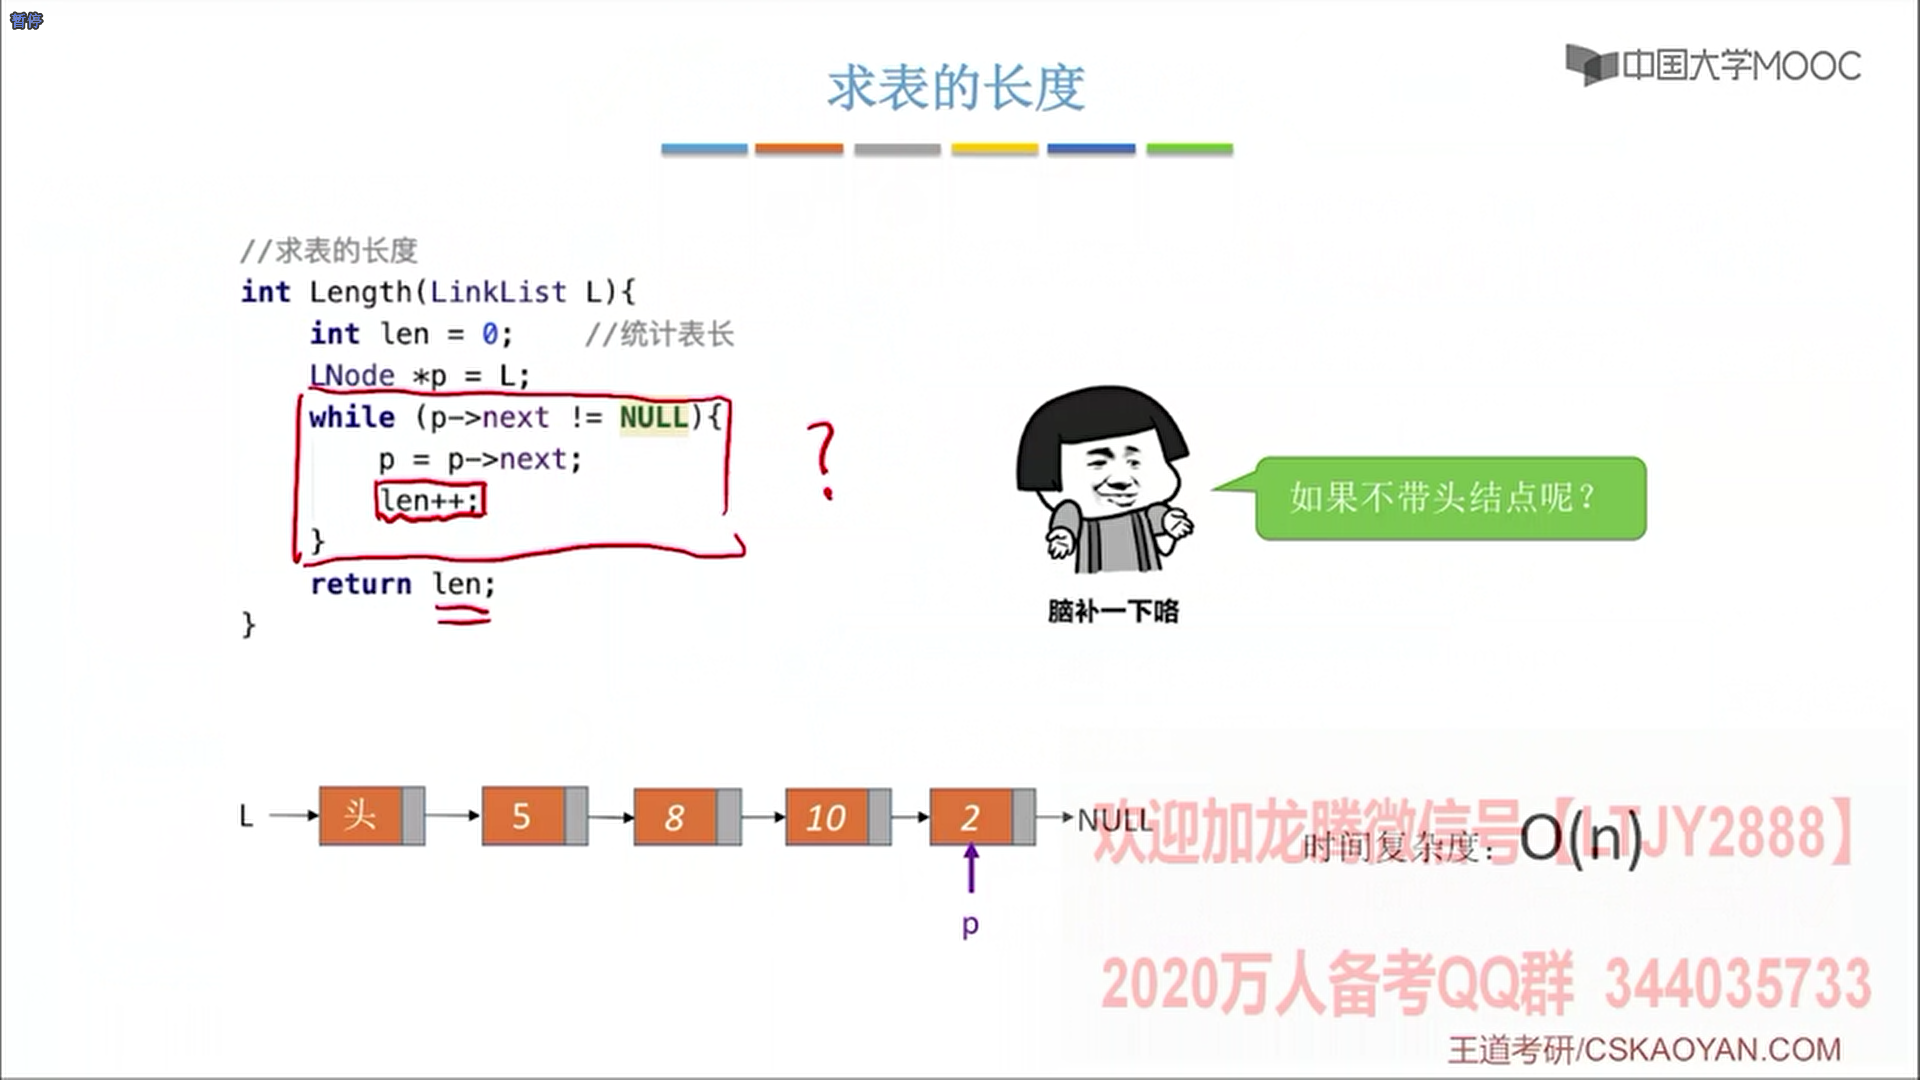 暂停
中国大学MOOC
求表的长度
//求表的长度
int Length(LinkList L){
int len = 0; //统计表长
LNode *p = L;
while (p->next != NULL){
p = p->next;
len++;
}
return len;
}
?
如果不带头结点呢?
脑补一下咯
L 头 5 8 10 2 NULL
p
时间复杂度: O(n)
欢迎加龙腾微信号【LTJY2888】
2020万人备考QQ群 344035733
王道考研/CSKAOYAN.COM